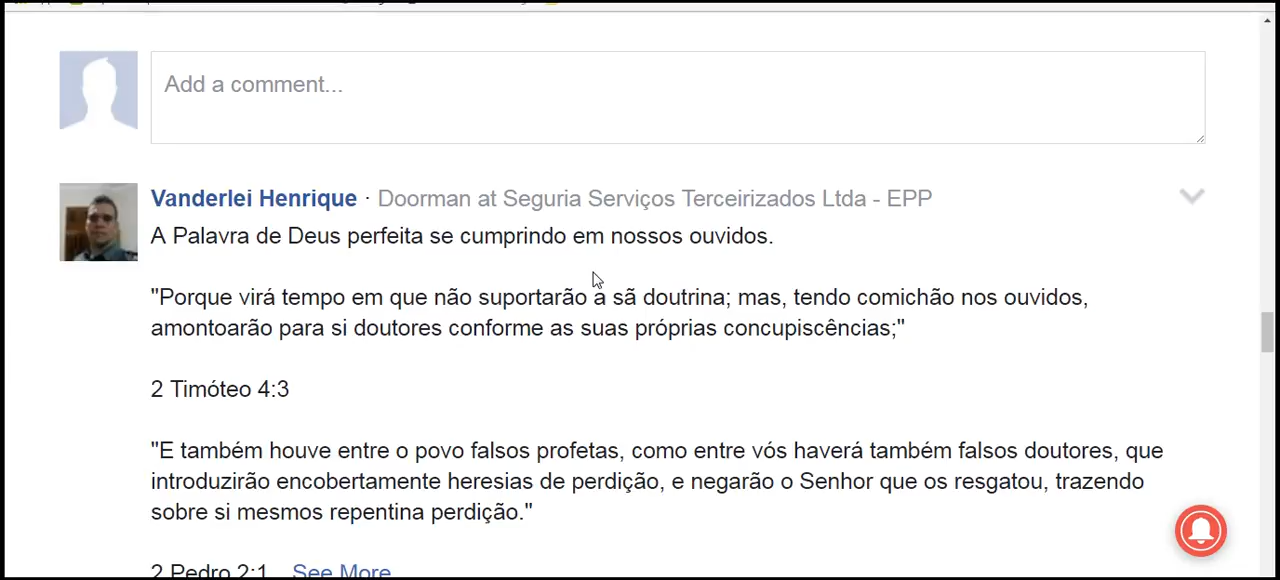 Add a comment...
Vanderlei Henrique · Doorman at Seguria Serviços Terceirizados Ltda - EPP
A Palavra de Deus perfeita se cumprindo em nossos ouvidos.
"Porque virá tempo em que não suportarão a sã doutrina; mas, tendo comichão nos ouvidos,
amontoarão para si doutores conforme as suas próprias concupiscências;"
2 Timóteo 4:3
"E também houve entre o povo falsos profetas, como entre vós haverá também falsos doutores, que
introduzirão encobertamente heresias de perdição, e negarão o Senhor que os resgatou, trazendo
sobre si mesmos repentina perdição."
2 Pedro 2:1... See More